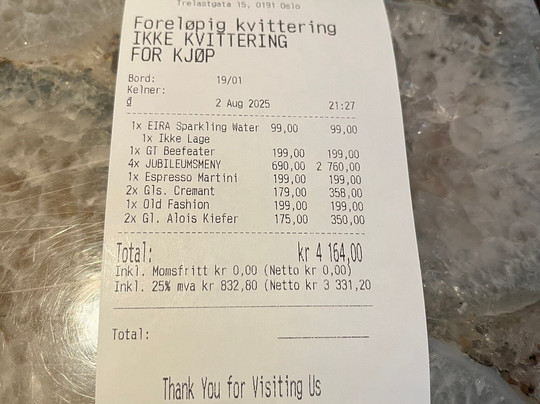 Trelastgata 15, 0191 Oslo
Foreløpig kvittering
IKKE KVITTERING
FOR KJØP
Bord: 19/01
Kelner:
₫ 2 Aug 2025 21:27
1x EIRA Sparkling Water 99,00 99,00
1x Ikke Lage
1x GT Beefeater 199,00 199,00
4x JUBILEUMSMENY 690,00 2 760,00
1x Espresso Martini 199,00 199,00
2x Gls. Cremant 179,00 358,00
1x Old Fashion 199,00 199,00
2x Gl. Alois Kiefer 175,00 350,00
Total: kr 4 164,00
Inkl. Momsfritt kr 0,00 (Netto kr 0,00)
Inkl. 25% mva kr 832,80 (Netto kr 3 331,20
Total:
Thank You for Visiting Us